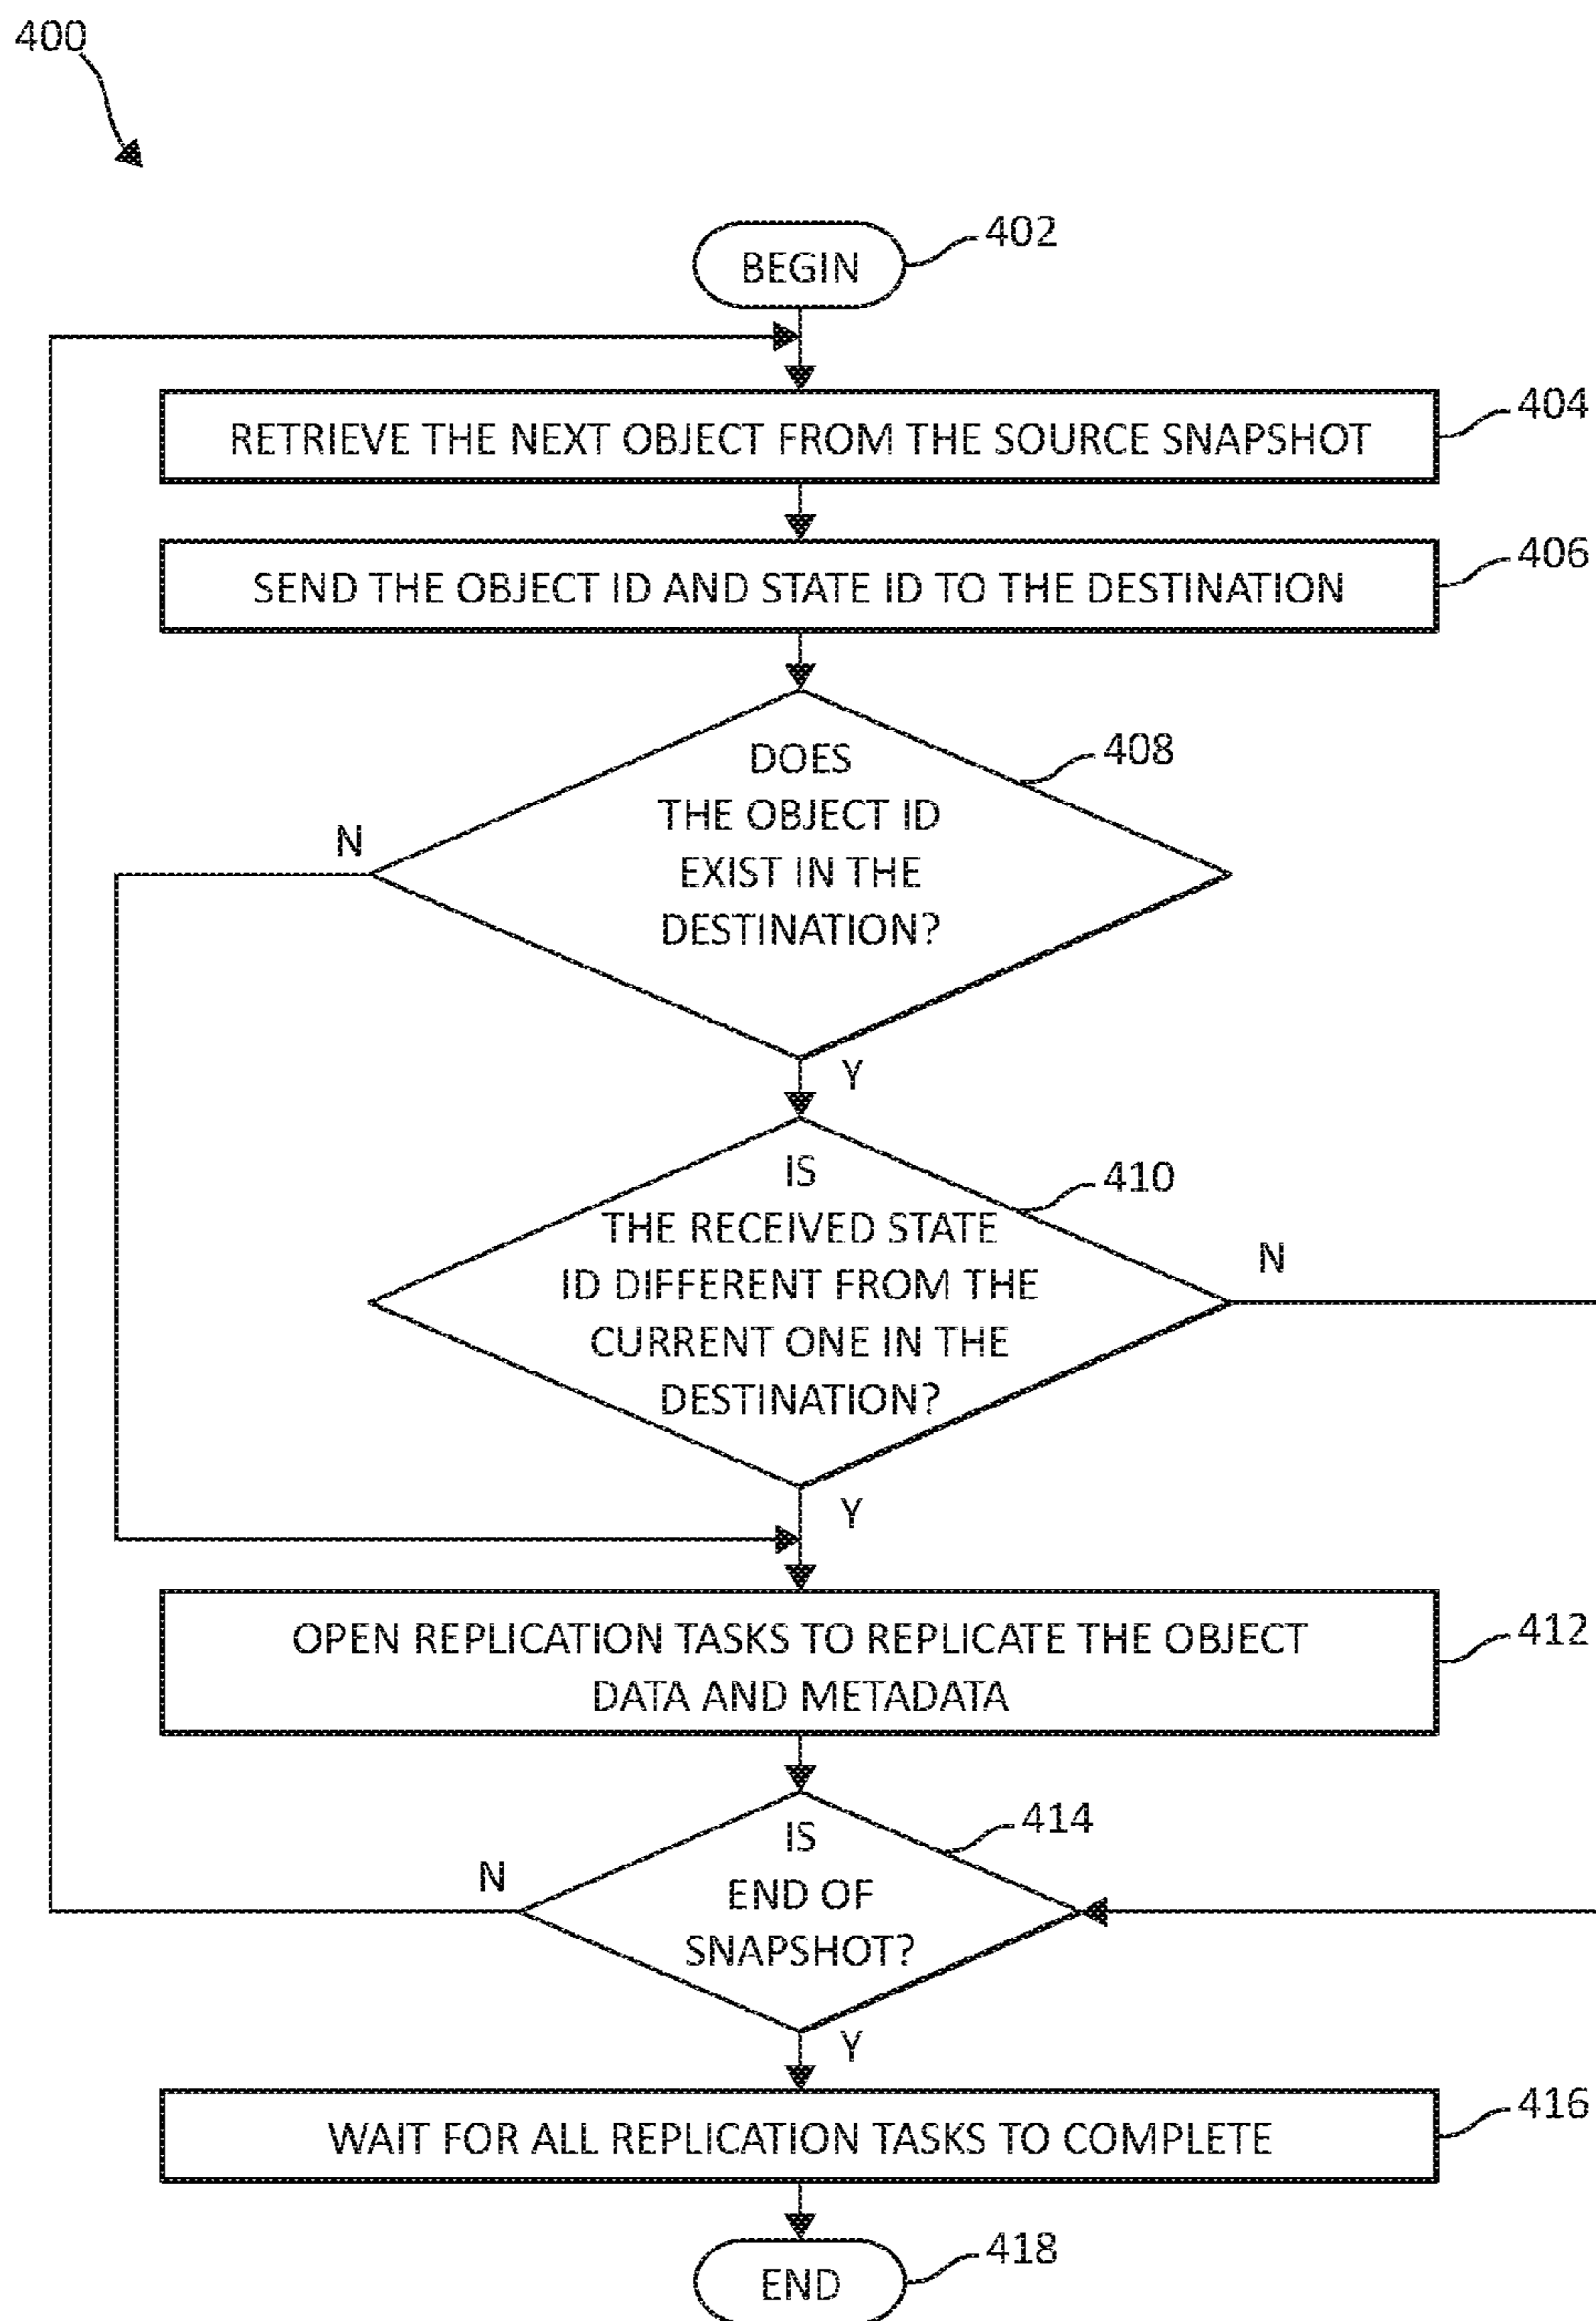 400
BEGIN
402
RETRIEVE THE NEXT OBJECT FROM THE SOURCE SNAPSHOT
404
SEND THE OBJECT ID AND STATE ID TO THE DESTINATION
406
DOES
THE OBJECT ID
EXIST IN THE
DESTINATION?
408
N
Y
IS
THE RECEIVED STATE
ID DIFFERENT FROM THE
CURRENT ONE IN THE
DESTINATION?
410
N
Y
OPEN REPLICATION TASKS TO REPLICATE THE OBJECT
DATA AND METADATA
412
IS
END OF
SNAPSHOT?
414
N
Y
WAIT FOR ALL REPLICATION TASKS TO COMPLETE
416
END
418